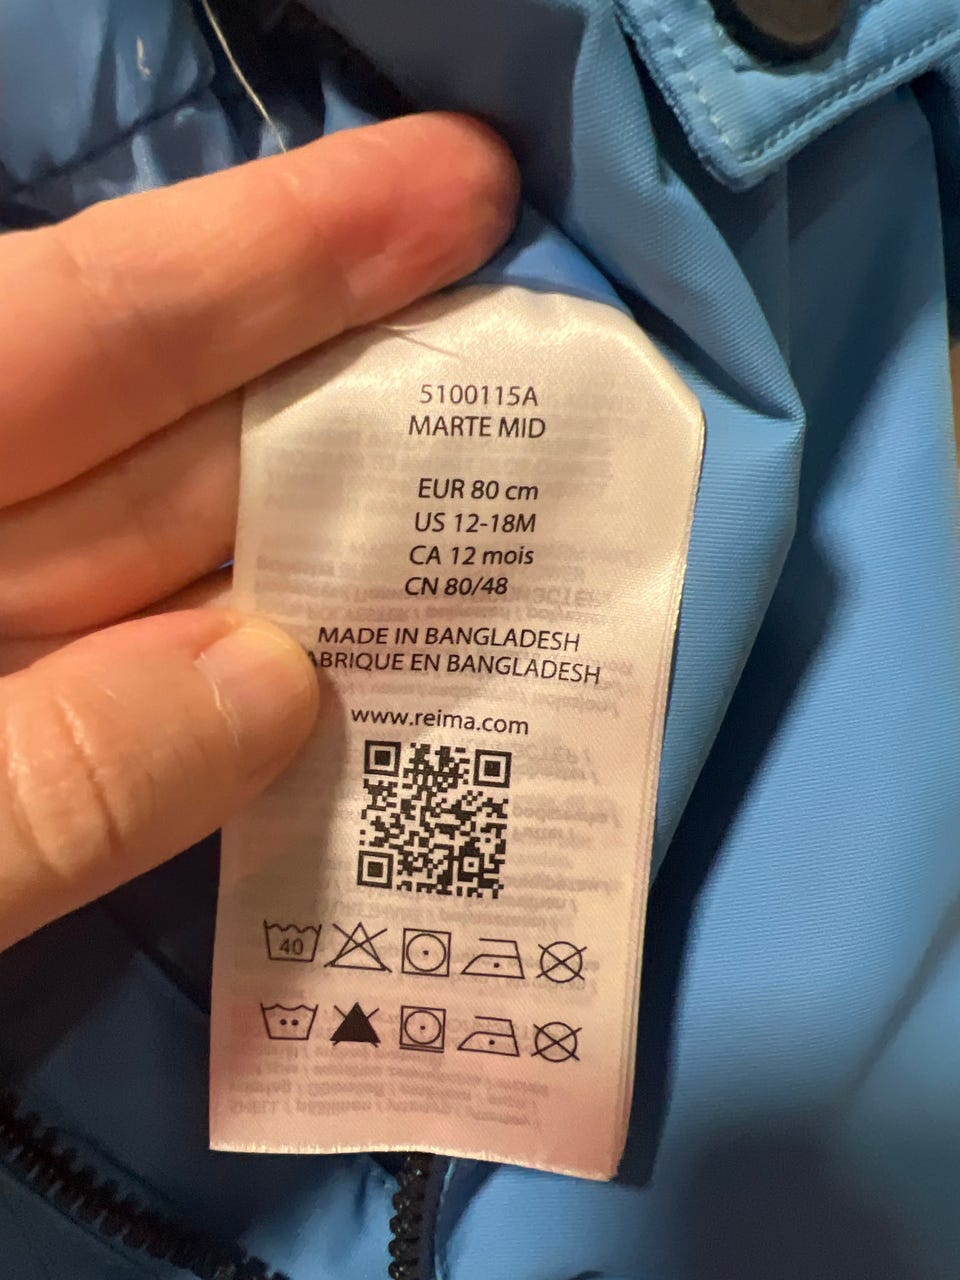 5100115A
MARTE MID
EUR 80 cm
US 12-18M
CA 12 mois
CN 80/48
MADE IN BANGLADESH
ABRIQUE EN BANGLADESH
www.reima.com
40